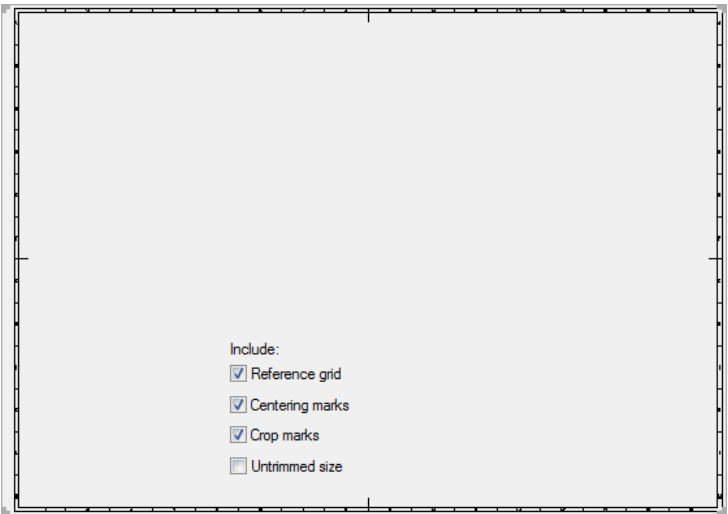 Include:
Reference grid
Centering marks
Crop marks
Untrimmed size